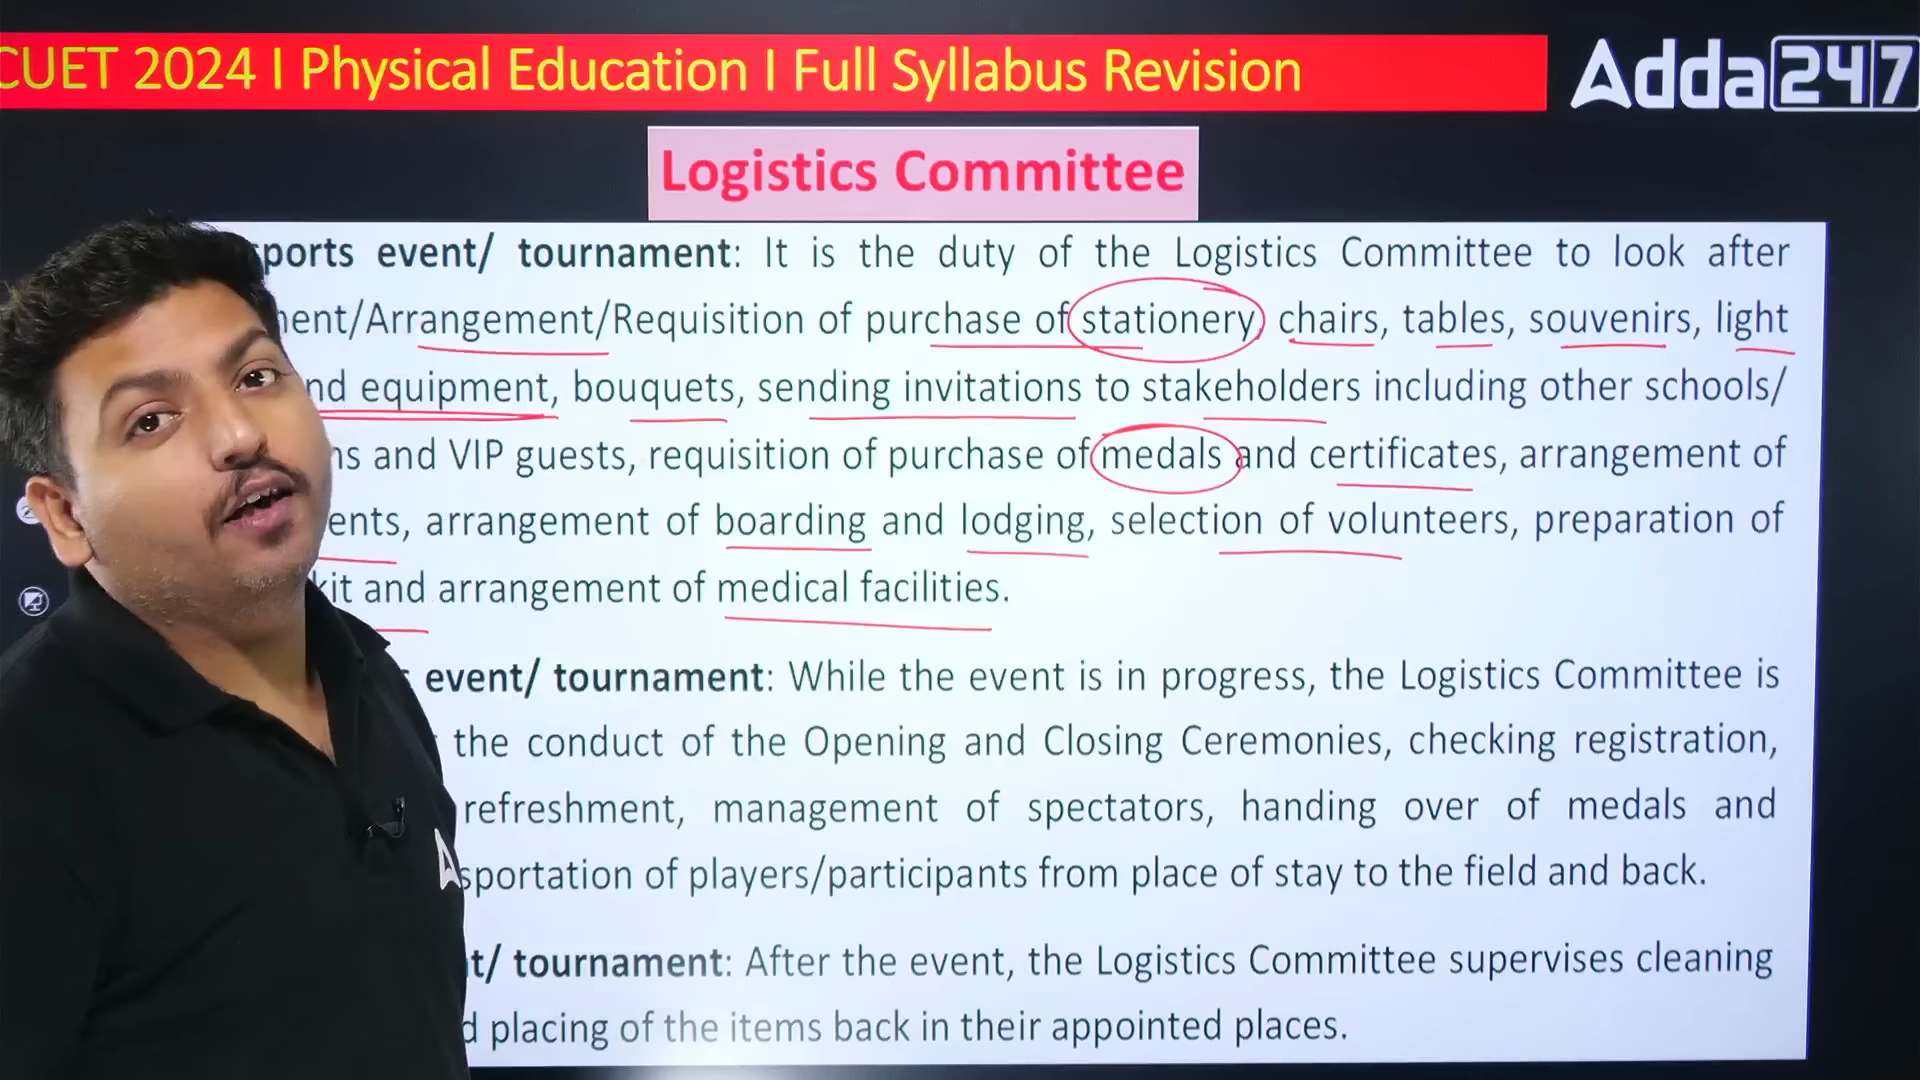 CUET 2024 I Physical Education I Full Syllabus Revision
Adda247
Logistics Committee
event/ tournament: It is the duty of the Logistics Committee to look after
/Arrangement/Requisition of purchase of stationery, chairs, tables, souvenirs, light
equipment, bouquets, sending invitations to stakeholders including other schools/
and VIP guests, requisition of purchase of medals and certificates, arrangement of
arrangement of boarding and lodging, selection of volunteers, preparation of
kit and arrangement of medical facilities.
event/ tournament: While the event is in progress, the Logistics Committee is
the conduct of the Opening and Closing Ceremonies, checking registration,
refreshment, management of spectators, handing over of medals and
of players/participants from place of stay to the field and back.
tournament: After the event, the Logistics Committee supervises cleaning
placing of the items back in their appointed places.